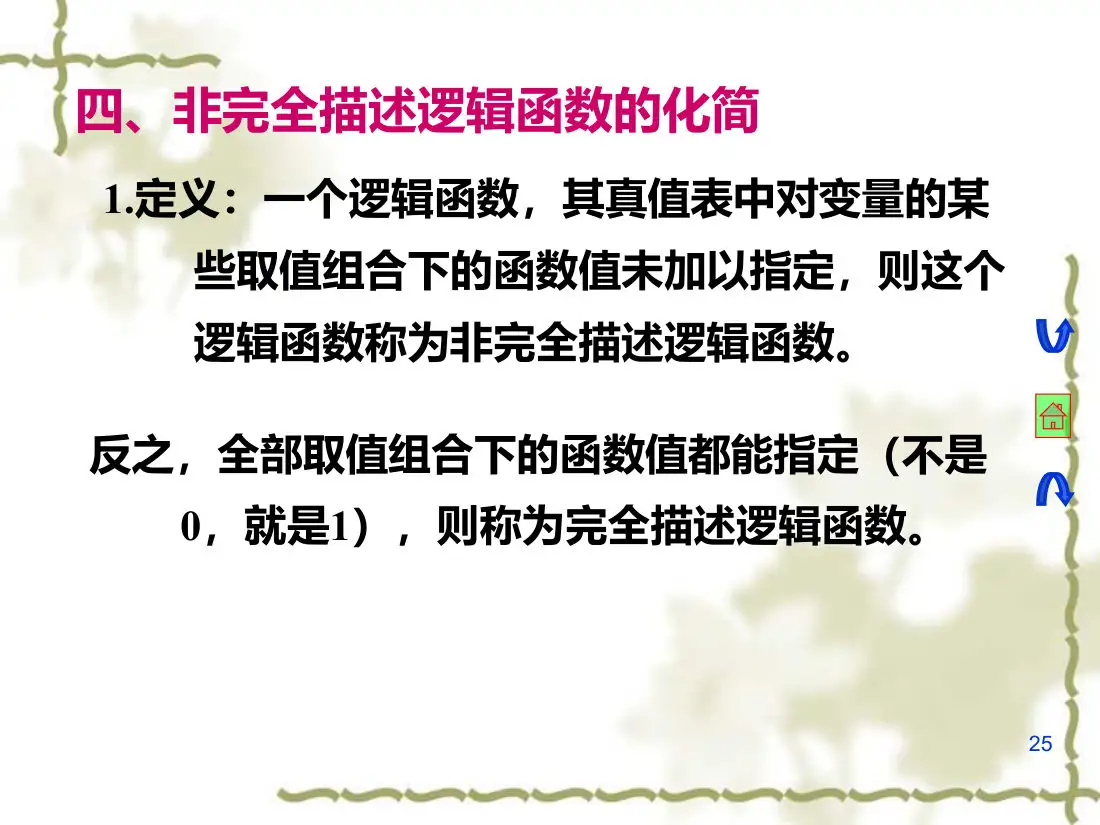 四、非完全描述逻辑函数的化简
1.定义：一个逻辑函数，其真值表中对变量的某
些取值组合下的函数值未加以指定，则这个
逻辑函数称为非完全描述逻辑函数。
反之，全部取值组合下的函数值都能指定（不是
0，就是1），则称为完全描述逻辑函数。
25